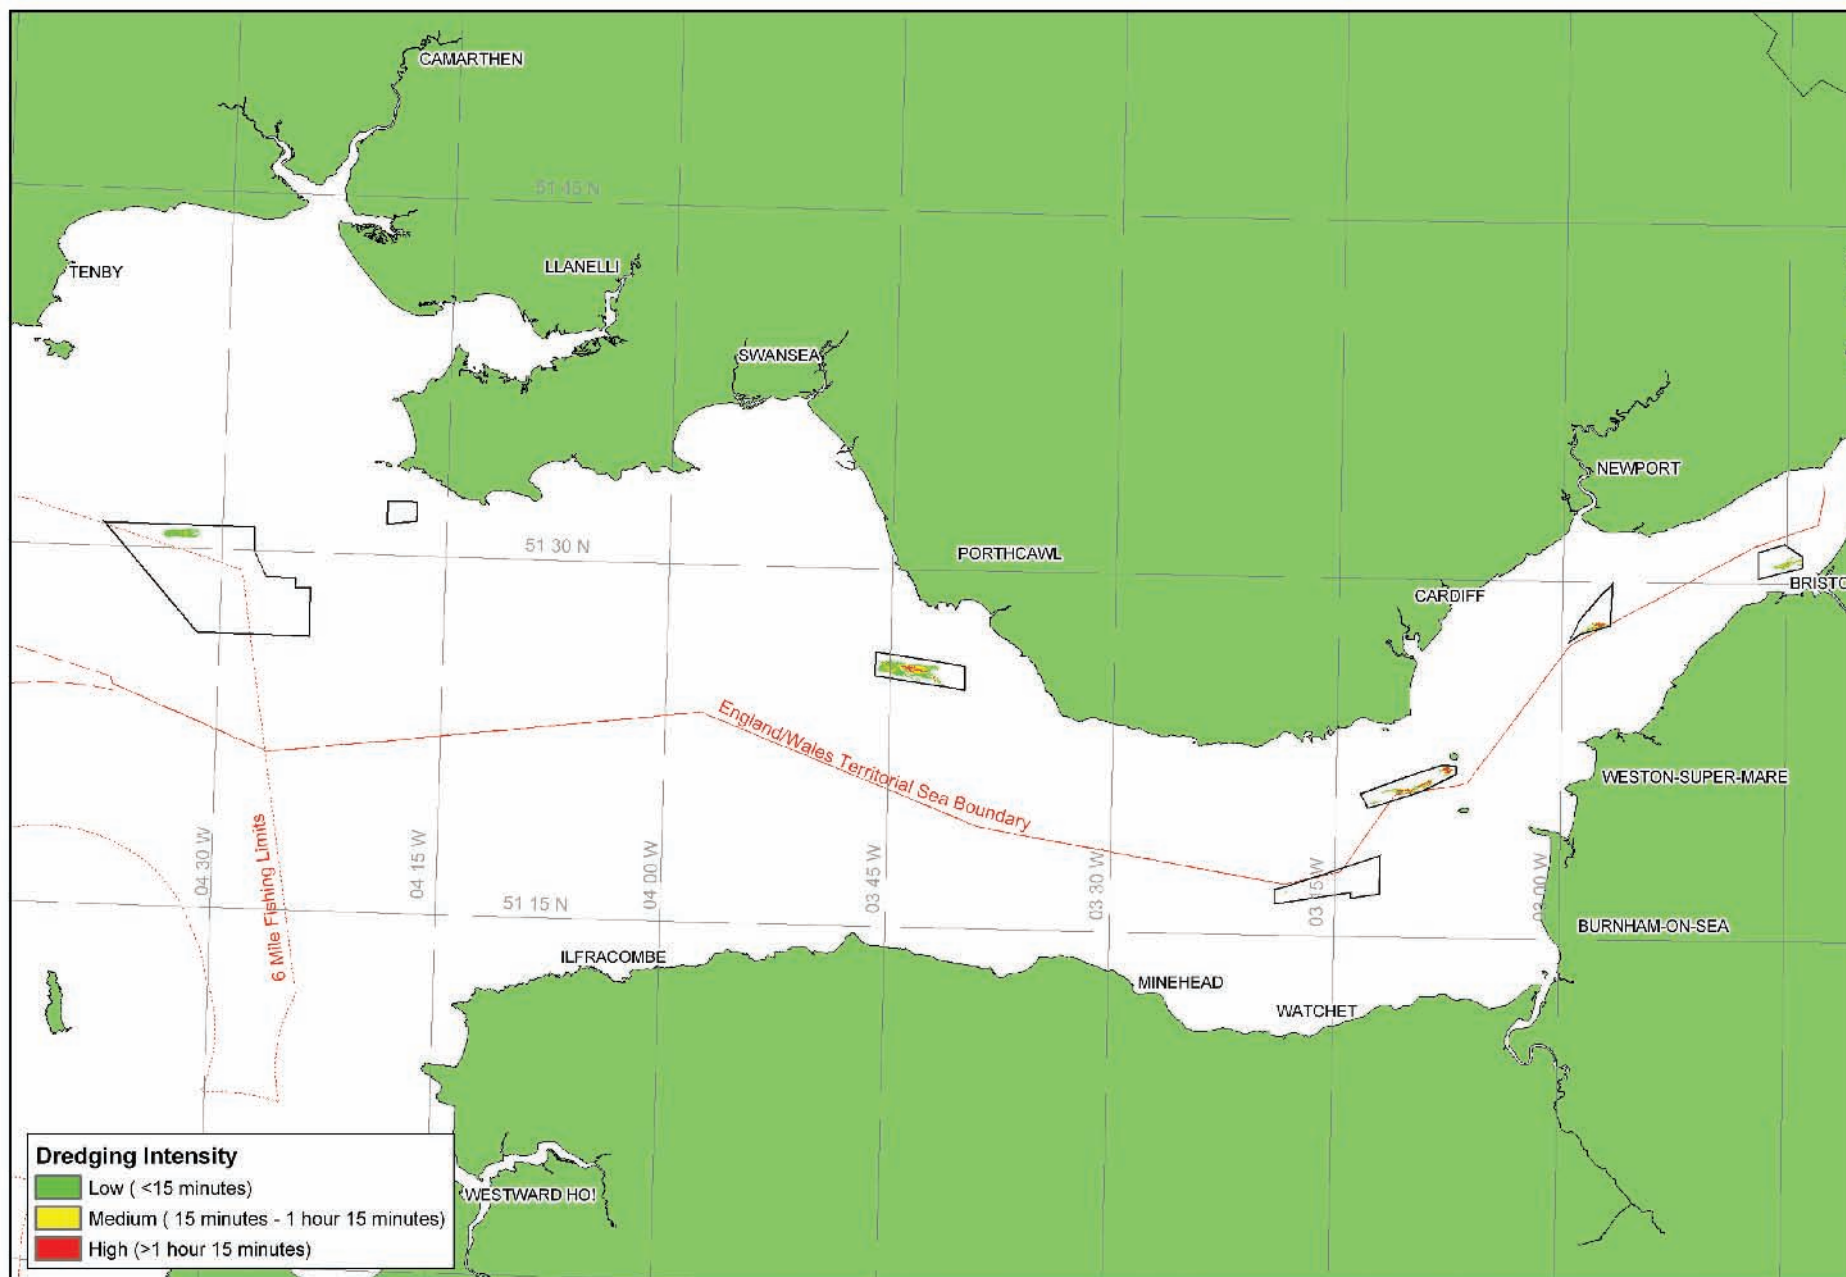 CAMARTHEN
51 45 N
TENBY
LLANELLI
SWANSEA
NEWPORT
51 30 N
PORTHCAWL
BRISTO
CARDIFF
England/Wales Territorial Sea Boundary
WESTON-SUPER-MARE
6 Mile Fishing Limits
04 30 W
04 15 W
04 00 W
03 45 W
03 30 W
03 15 W
03 00 W
51 15 N
BURNHAM-ON-SEA
ILFRACOMBE
MINEHEAD
WATCHET
WESTWARD HO!
Dredging Intensity
Low ( <15 minutes)
Medium ( 15 minutes - 1 hour 15 minutes)
High (>1 hour 15 minutes)